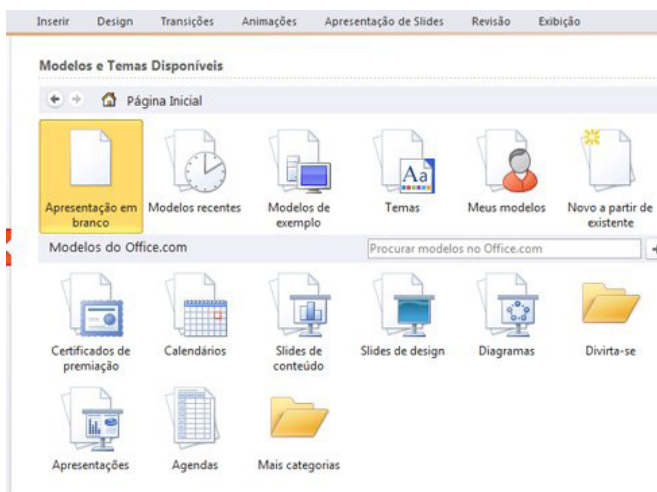 Inserir Design Transições Animações Apresentação de Slides Revisão Exibição
Modelos e Temas Disponíveis
Página Inicial
Apresentação em branco
Modelos recentes
Modelos de exemplo
Temas
Meus modelos
Novo a partir de existente
Modelos do Office.com
Procurar modelos no Office.com
Certificados de premiação
Calendários
Slides de conteúdo
Slides de design
Diagramas
Divirta-se
Apresentações
Agendas
Mais categorias